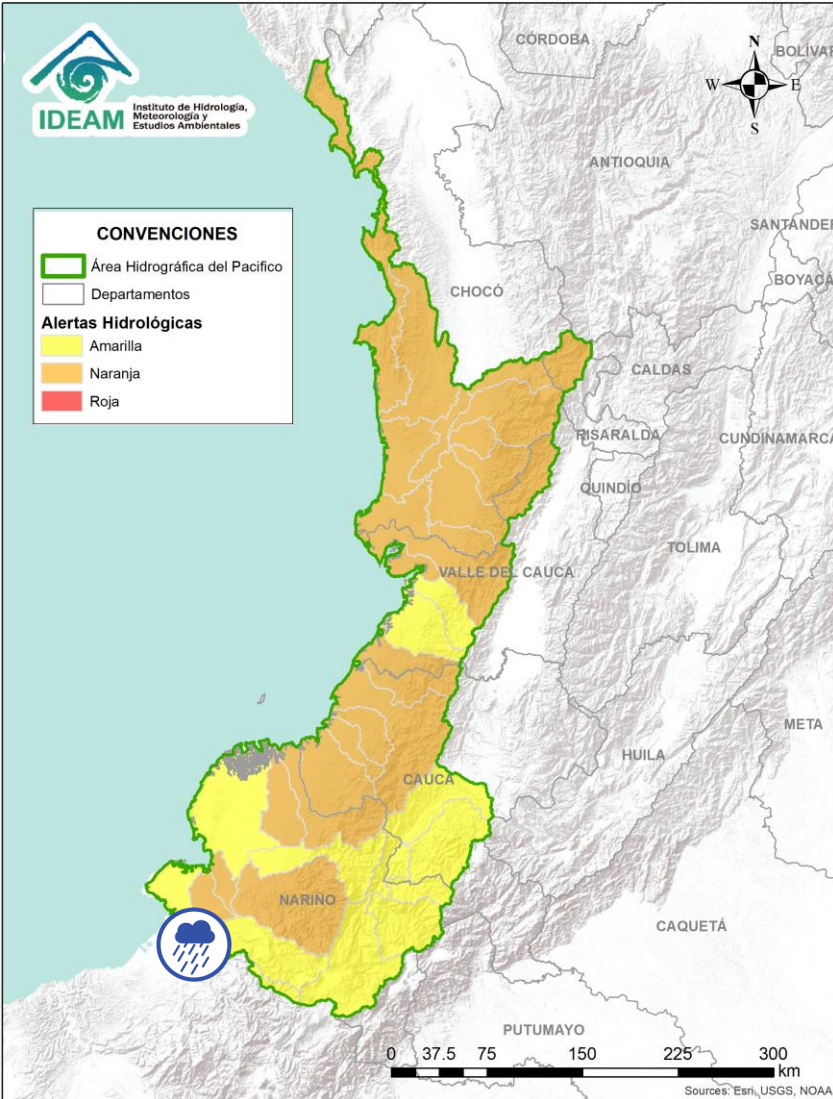 CÓRDOBA
BOLÍVAR
N
W E
S
IDEAM
Instituto de Hidrología,
Meteorología y
Estudios Ambientales
ANTIOQUIA
CONVENCIONES
Área Hidrográfica del Pacifico
Departamentos
Alertas Hidrológicas
Amarilla
Naranja
Roja
SANTANDER
BOYACÁ
CHOCÓ
CALDAS
RISARALDA
CUNDINAMARCA
QUINDÍO
TOLIMA
VALLE DEL CAUCA
META
HUILA
CAUCA
NARIÑO
CAQUETÁ
PUTUMAYO
0 37.5 75 150 225 300
km
Sources: Esri, USGS, NOAA